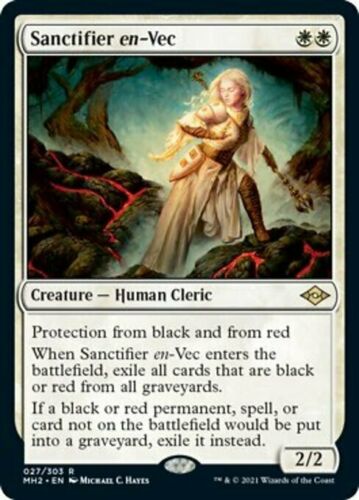 Sanctifier en-Vec
Creature — Human Cleric
Protection from black and from red
When Sanctifier en-Vec enters the
battlefield, exile all cards that are black
or red from all graveyards.
If a black or red permanent, spell, or
card not on the battlefield would be put
into a graveyard, exile it instead.
2/2
027/303 R
MH2 • EN Michael C. Hayes
™ & © 2021 Wizards of the Coast